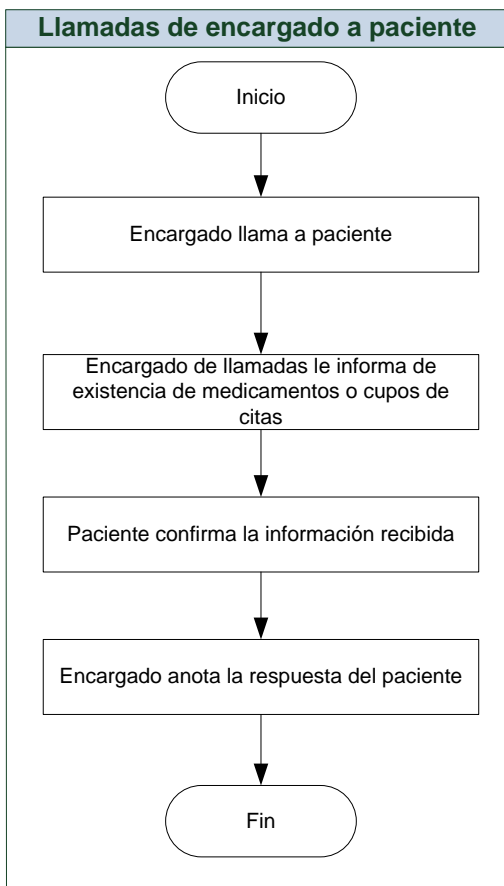 Llamadas de encargado a paciente
Inicio
Encargado llama a paciente
Encargado de llamadas le informa de
existencia de medicamentos o cupos de
citas
Paciente confirma la información recibida
Encargado anota la respuesta del paciente
Fin